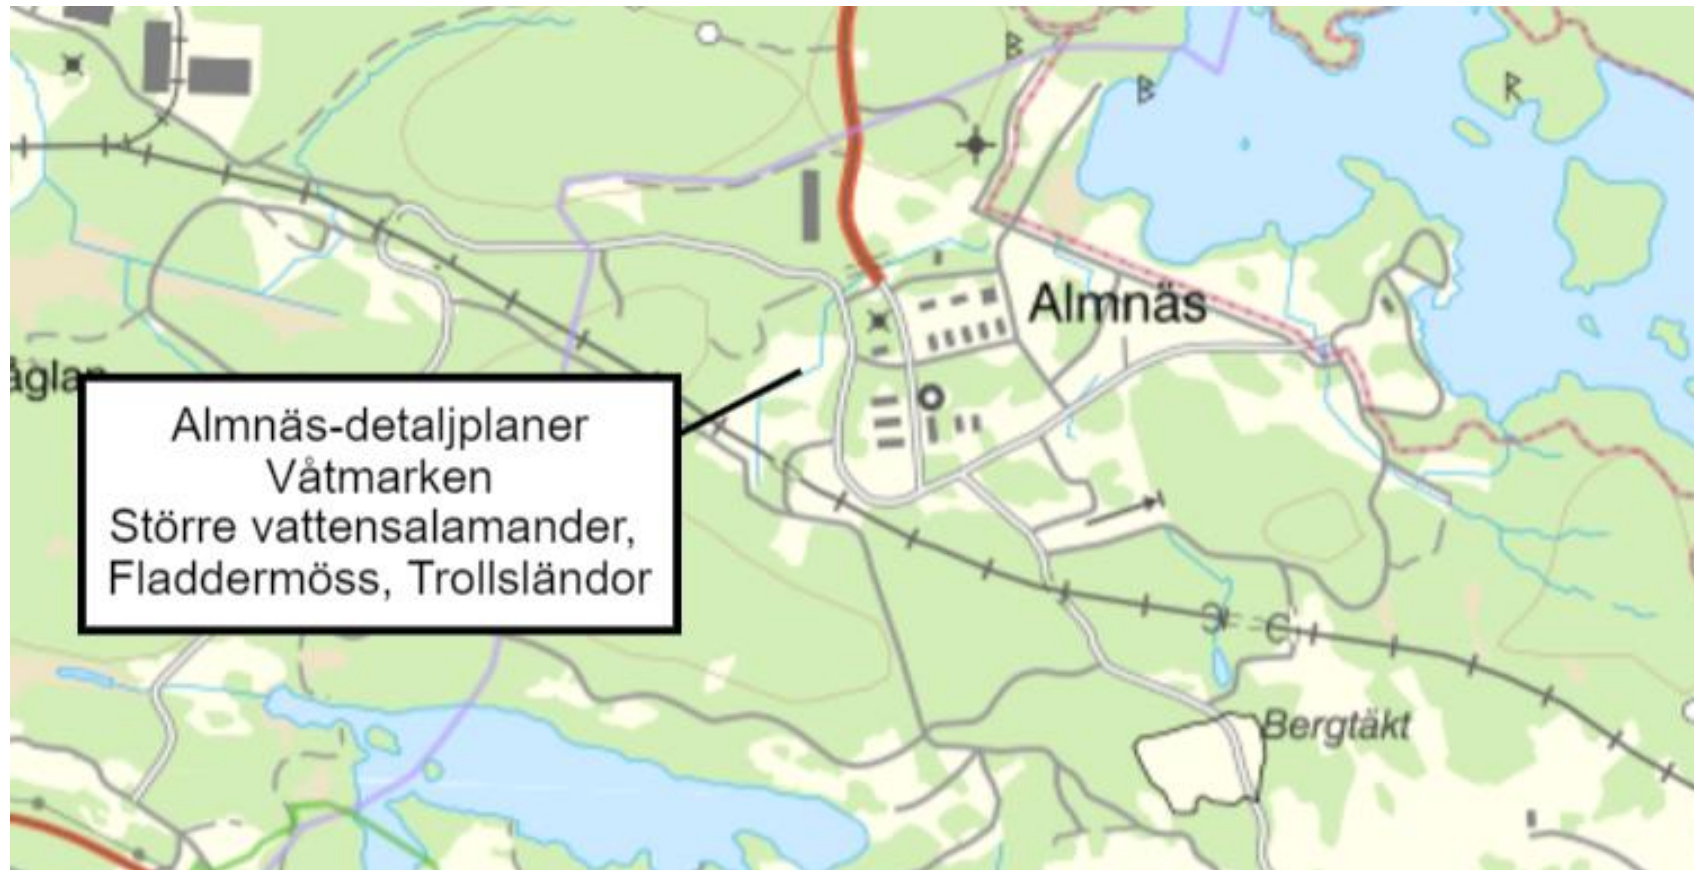 B
B
R
Almnäs
Almnäs-detaljplaner
Våtmarken
Större vattensalamander,
Fladdermöss, Trollsländor
Bergtäkt